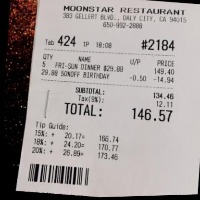 MOONSTAR RESTAURANT
383 GELLERT BLVD., DALY CITY, CA 94015
650-992-2888
Tab 424 1P 18:08 #2184
QTY DESCRIPTION U/P PRICE
5 FRI-SUN DINNER $29.88 149.40
29.88 50%OFF BIRTHDAY -0.50 -14.94
SUBTOTAL: 134.46
Tax(9%): 12.11
TOTAL: 146.57
Tip Guide:
15%: + 20.17= 166.74
18%: + 24.20= 170.77
20%: + 26.89= 173.46